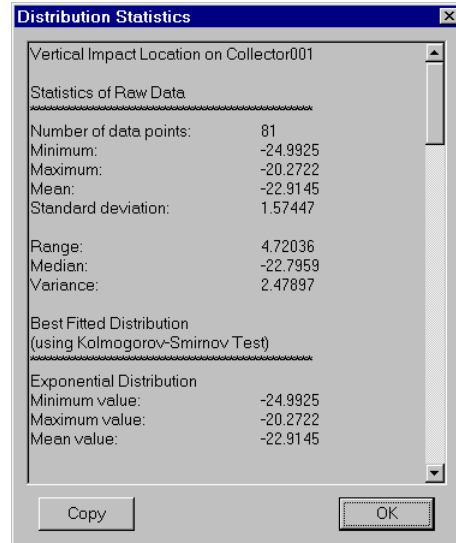 Distribution Statistics
Vertical Impact Location on Collector001
Statistics of Raw Data
Number of data points: 81
Minimum: -24.9925
Maximum: -20.2722
Mean: -22.9145
Standard deviation: 1.57447
Range: 4.72036
Median: -22.7959
Variance: 2.47897
Best Fitted Distribution
(using Kolmogorov-Smirnov Test)
Exponential Distribution
Minimum value: -24.9925
Maximum value: -20.2722
Mean value: -22.9145
Copy OK